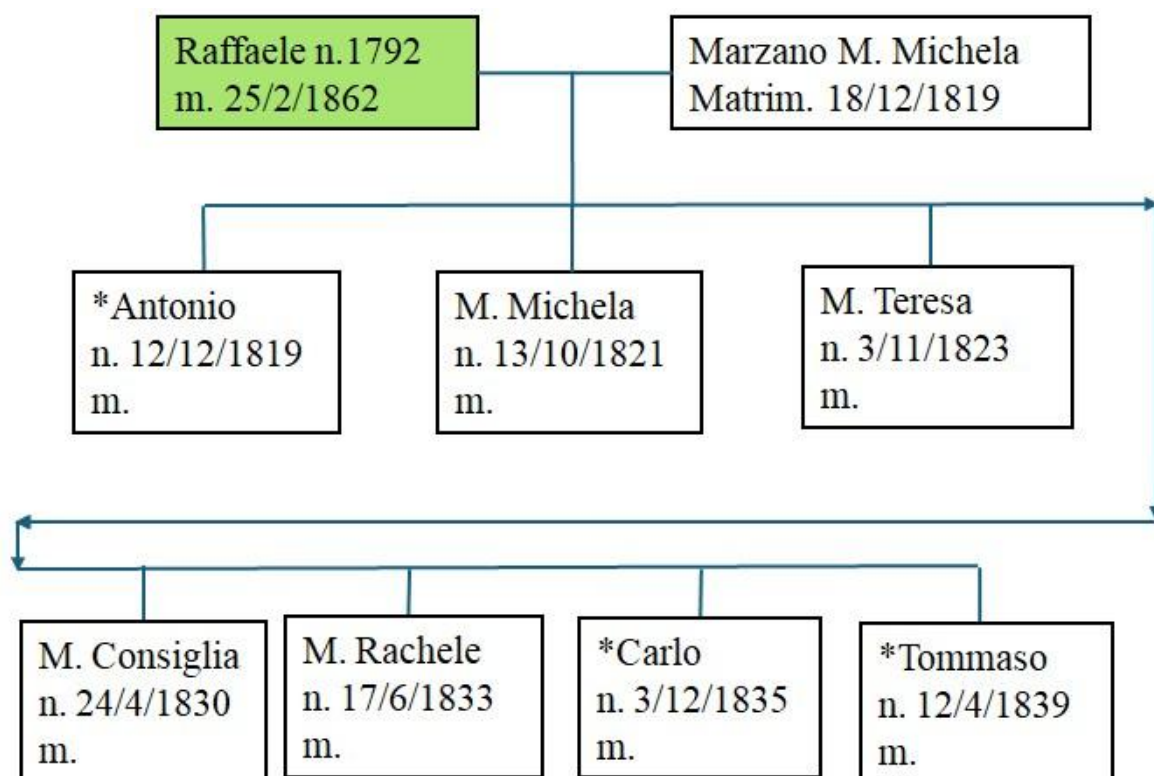 Raffaele n.1792
m. 25/2/1862
Marzano M. Michela
Matrim. 18/12/1819
*Antonio
n. 12/12/1819
m.
M. Michela
n. 13/10/1821
m.
M. Teresa
n. 3/11/1823
m.
M. Consiglia
n. 24/4/1830
m.
M. Rachele
n. 17/6/1833
m.
*Carlo
n. 3/12/1835
m.
*Tommaso
n. 12/4/1839
m.